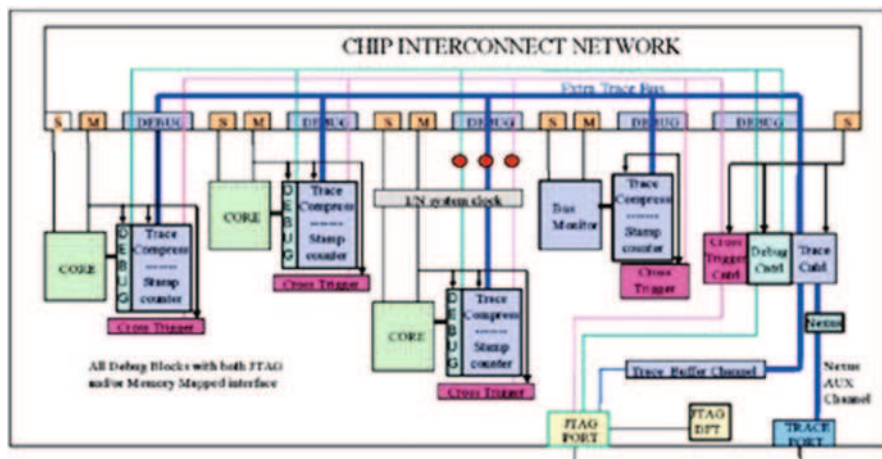 CHIP INTERCONNECT NETWORK
Extra Trace Bus
S M DEBUG S M DEBUG S M DEBUG S M DEBUG DEBUG S
I/N system clock
CORE
DEBUG
Trace
Compress
Stamp
counter
Cross Trigger
CORE
DEBUG
Trace
Compress
Stamp
counter
Cross Trigger
CORE
DEBUG
Trace
Compress
Stamp
counter
Cross Trigger
Bus
Monitor
Trace
Compress
Stamp
counter
Cross
Trigger
Cross
Trigger
Cntrl
Debug
Cntrl
Trace
Cntrl
Nexus
Trace Buffer Channel
Nexus
AUX
Channel
All Debug Blocks with both JTAG
and/or Memory Mapped interface
JTAG
PORT
JTAG
DFT
TRACE
PORT